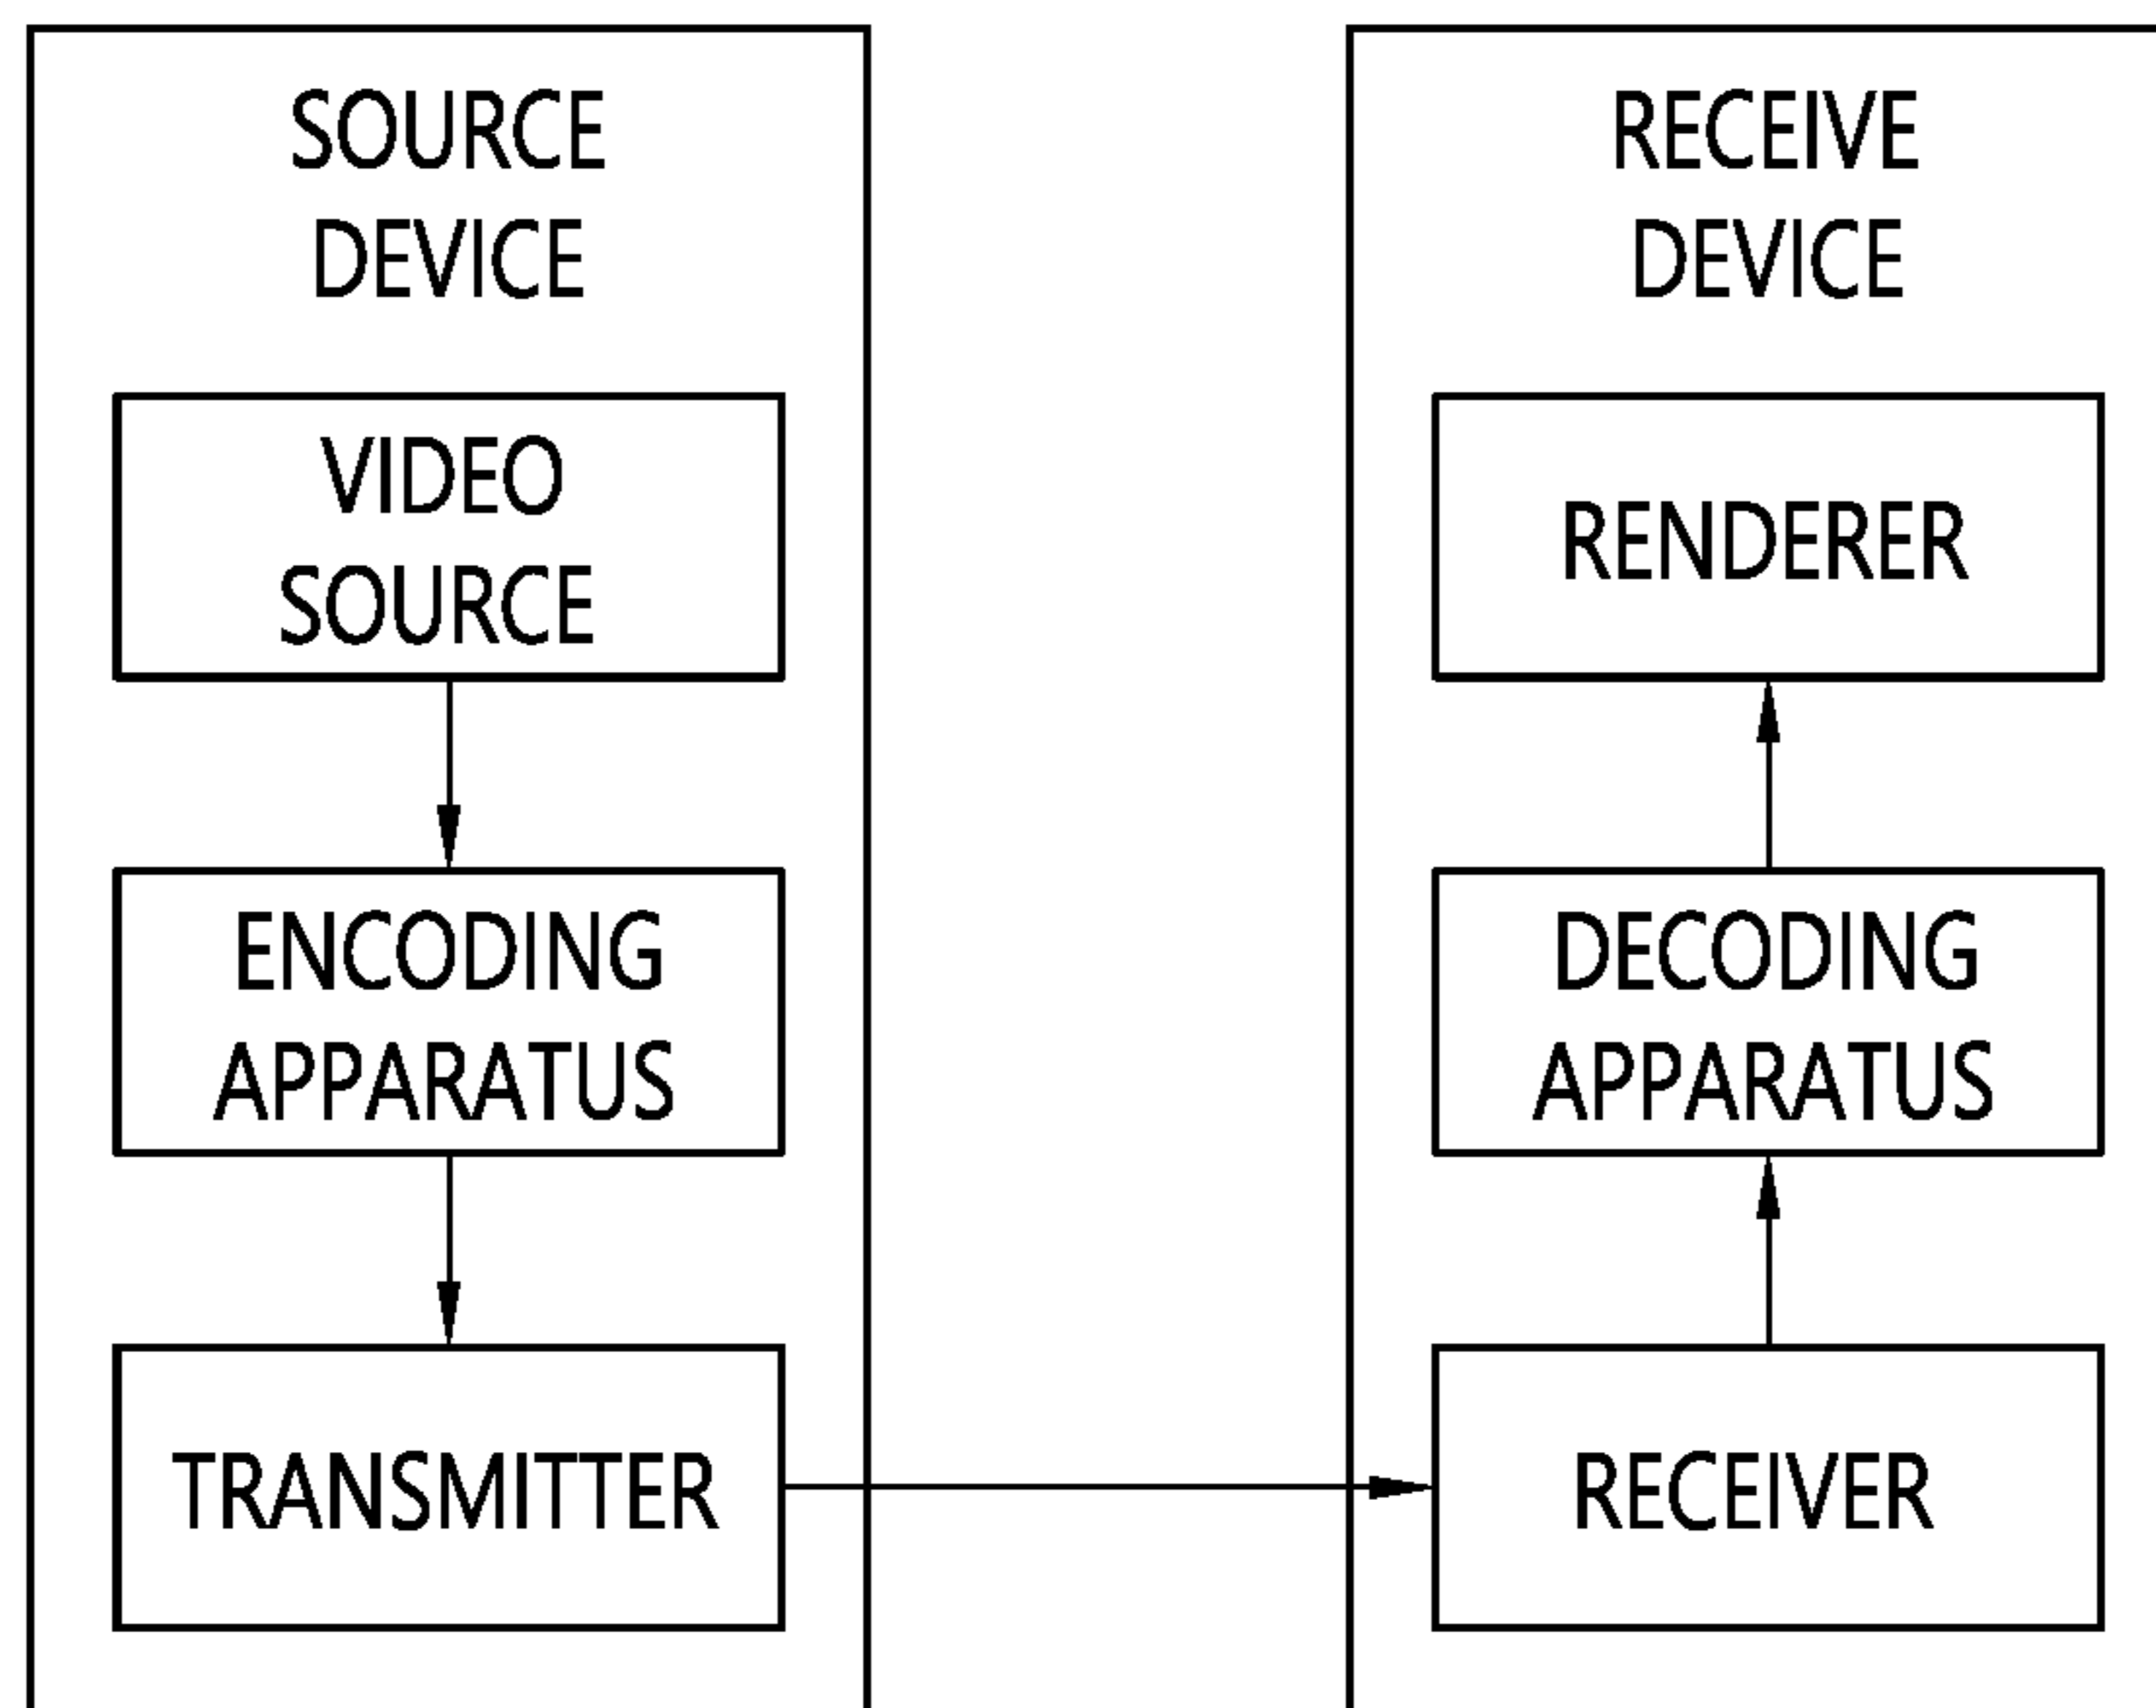 SOURCE
DEVICE
VIDEO
SOURCE
ENCODING
APPARATUS
TRANSMITTER
RECEIVE
DEVICE
RENDERER
DECODING
APPARATUS
RECEIVER